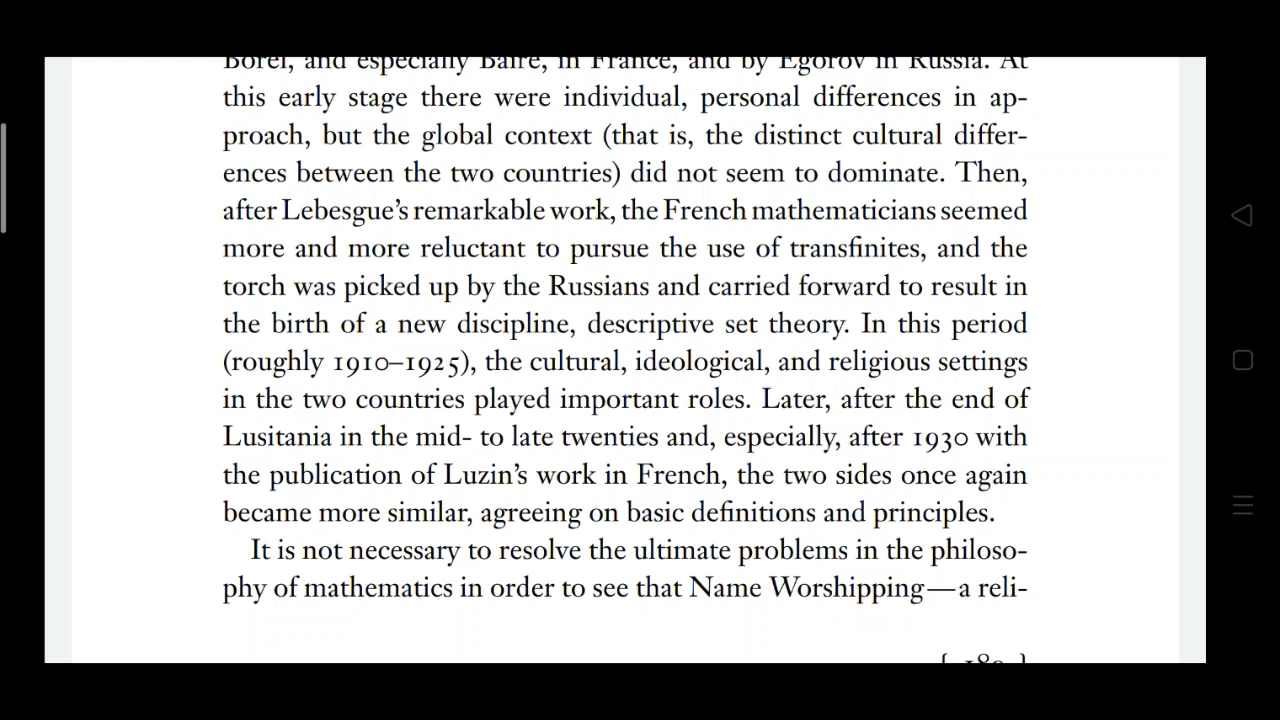 Borel, and especially Baire, in France, and by Egorov in Russia. At
this early stage there were individual, personal differences in ap-
proach, but the global context (that is, the distinct cultural differ-
ences between the two countries) did not seem to dominate. Then,
after Lebesgue’s remarkable work, the French mathematicians seemed
more and more reluctant to pursue the use of transfinites, and the
torch was picked up by the Russians and carried forward to result in
the birth of a new discipline, descriptive set theory. In this period
(roughly 1910–1925), the cultural, ideological, and religious settings
in the two countries played important roles. Later, after the end of
Lusitania in the mid- to late twenties and, especially, after 1930 with
the publication of Luzin’s work in French, the two sides once again
became more similar, agreeing on basic definitions and principles.
It is not necessary to resolve the ultimate problems in the philoso-
phy of mathematics in order to see that Name Worshipping—a reli-